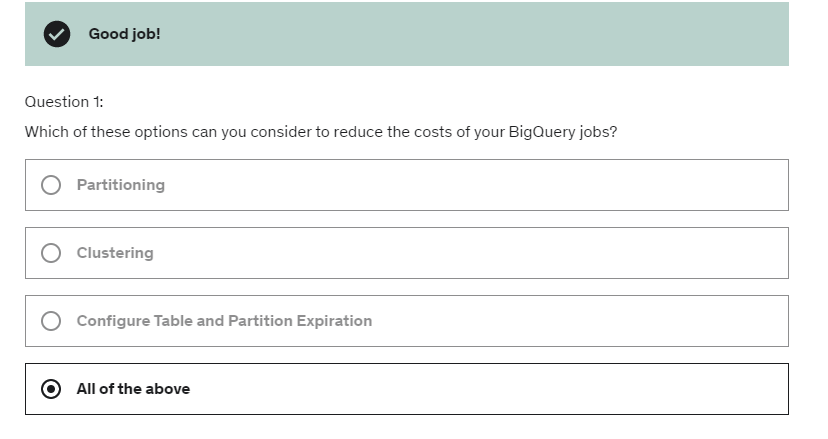 Good job!
Question 1:
Which of these options can you consider to reduce the costs of your BigQuery jobs?
Partitioning
Clustering
Configure Table and Partition Expiration
All of the above